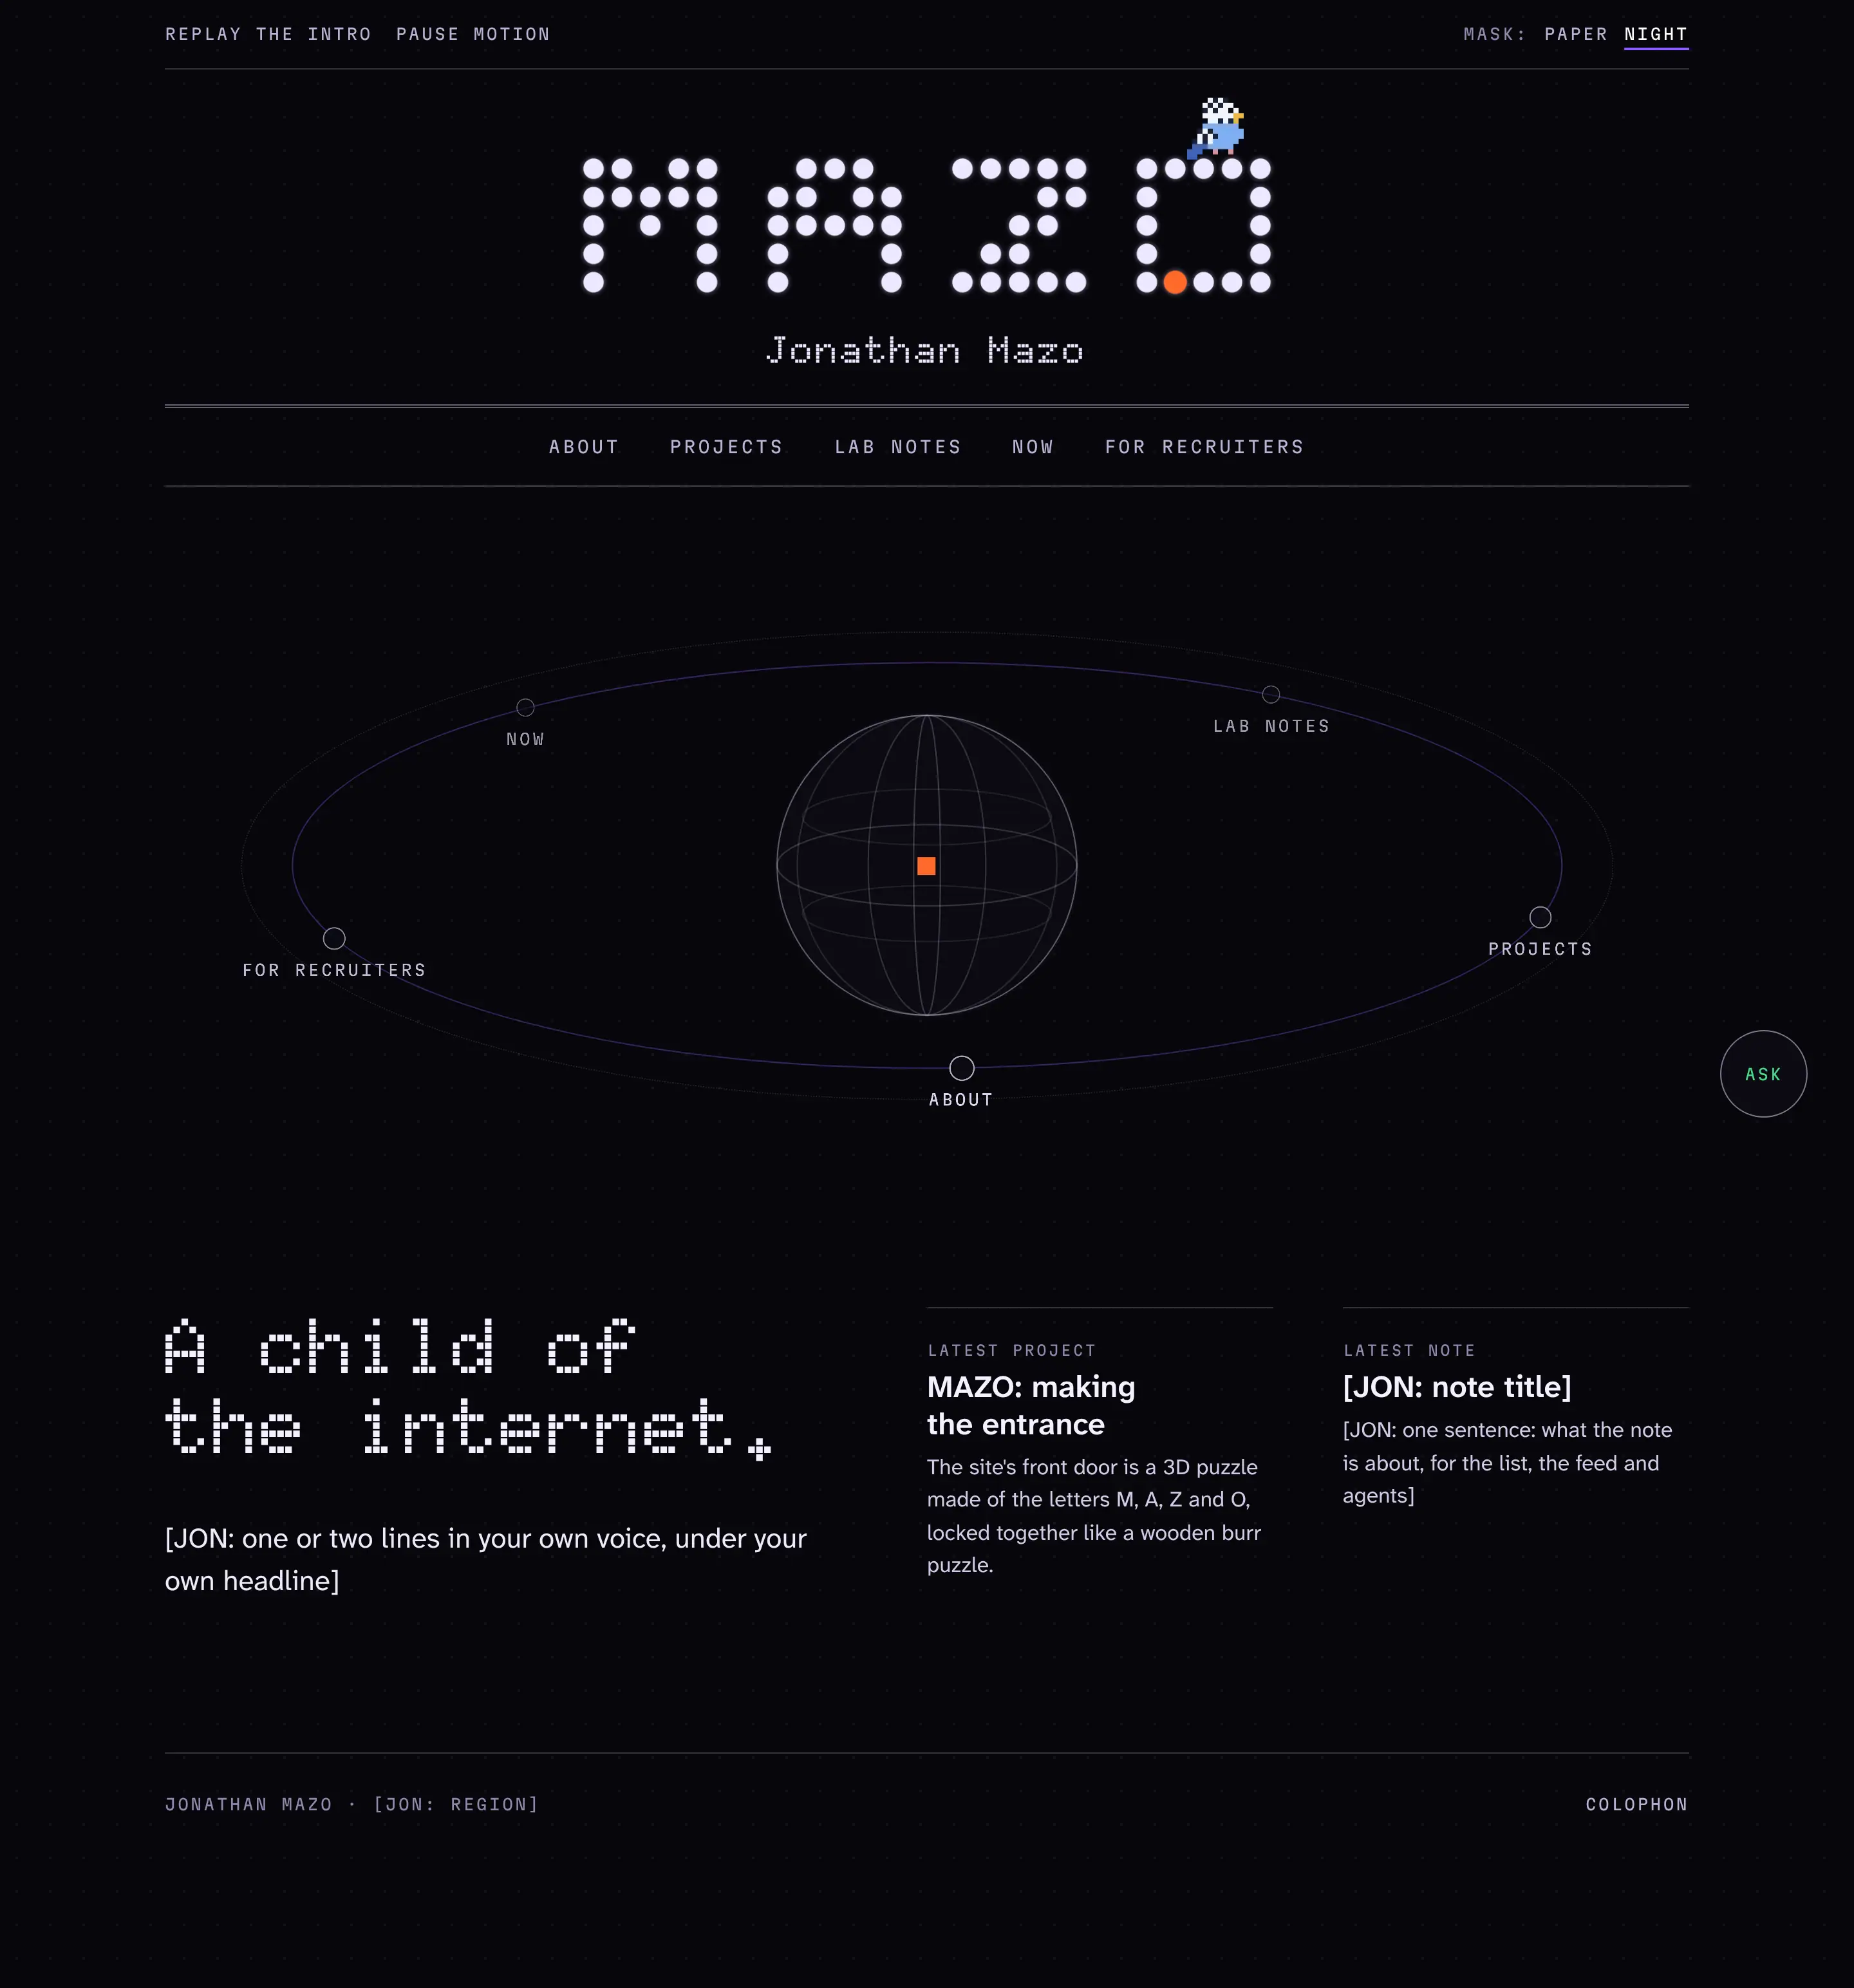 REPLAY THE INTRO PAUSE MOTION
MASK: PAPER NIGHT
MAZO
Jonathan Mazo
ABOUT PROJECTS LAB NOTES NOW FOR RECRUITERS
LAB NOTES
NOW
PROJECTS
FOR RECRUITERS
ABOUT
ASK
A child of
the internet.
[JON: one or two lines in your own voice, under your
own headline]
LATEST PROJECT
MAZO: making
the entrance
The site's front door is a 3D puzzle
made of the letters M, A, Z and O,
locked together like a wooden burr
puzzle.
LATEST NOTE
[JON: note title]
[JON: one sentence: what the note
is about, for the list, the feed and
agents]
JONATHAN MAZO · [JON: REGION]
COLOPHON